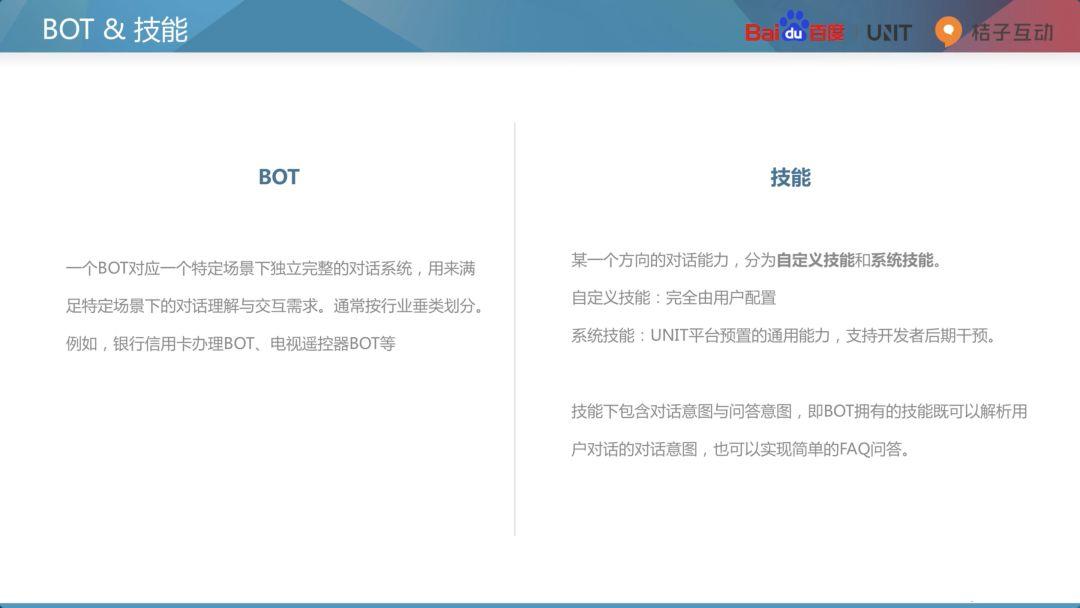 BOT & 技能
Baidu百度
UNIT
桔子互动
BOT
一个BOT对应一个特定场景下独立完整的对话系统，用来满
足特定场景下的对话理解与交互需求。通常按行业垂类划分。
例如，银行信用卡办理BOT、电视遥控器BOT等
技能
某一个方向的对话能力，分为自定义技能和系统技能。
自定义技能：完全由用户配置
系统技能：UNIT平台预置的通用能力，支持开发者后期干预。
技能下包含对话意图与问答意图，即BOT拥有的技能既可以解析用
户对话的对话意图，也可以实现简单的FAQ问答。